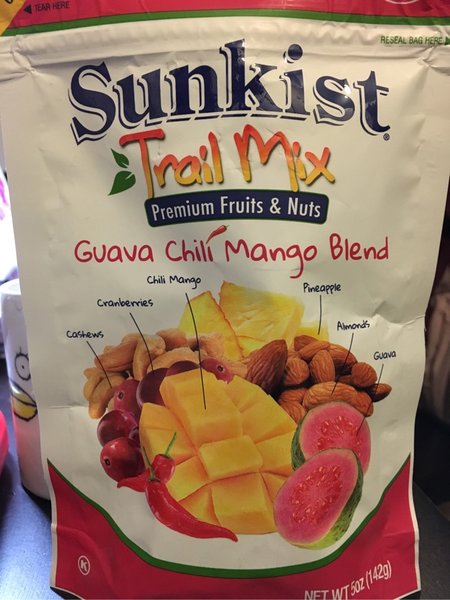 TEAR HERE
RESEAL BAG HERE
Sunkist®
Trail Mix
Premium Fruits & Nuts
Guava Chili Mango Blend
Chili Mango
Pineapple
Cranberries
Almonds
Cashews
Guava
K
NET WT 5oz (142g)